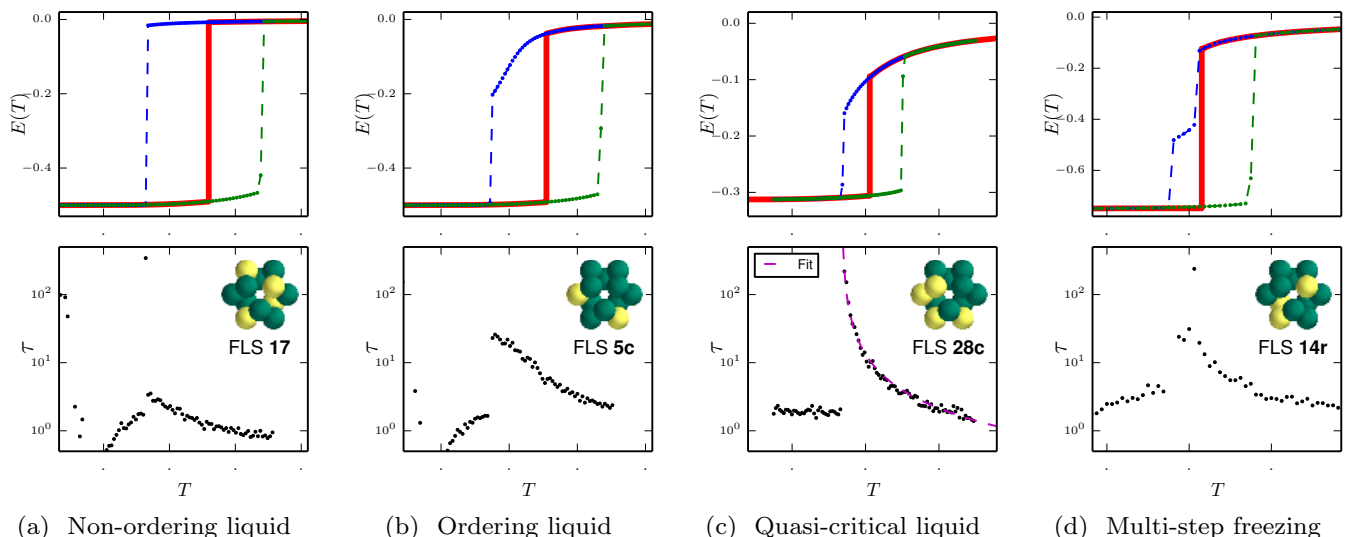 0.0
−0.2
−0.4
E(T)
0.0
−0.2
−0.4
E(T)
0.0
−0.1
−0.2
−0.3
E(T)
0.0
−0.2
−0.4
−0.6
E(T)
10²
10¹
10⁰
τ
FLS 17
T
10²
10¹
10⁰
τ
FLS 5c
T
Fit
10²
10¹
10⁰
τ
FLS 28c
T
10²
10¹
10⁰
τ
FLS 14r
T
(a) Non-ordering liquid
(b) Ordering liquid
(c) Quasi-critical liquid
(d) Multi-step freezing